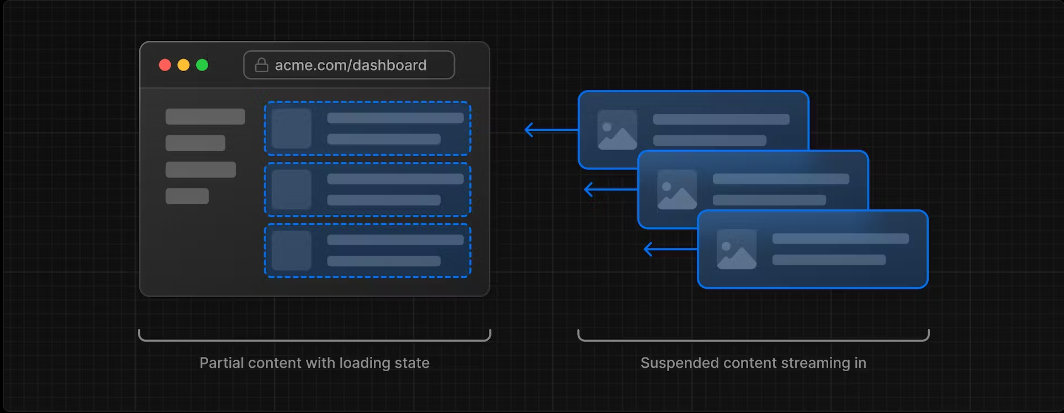 acme.com/dashboard
Partial content with loading state
Suspended content streaming in